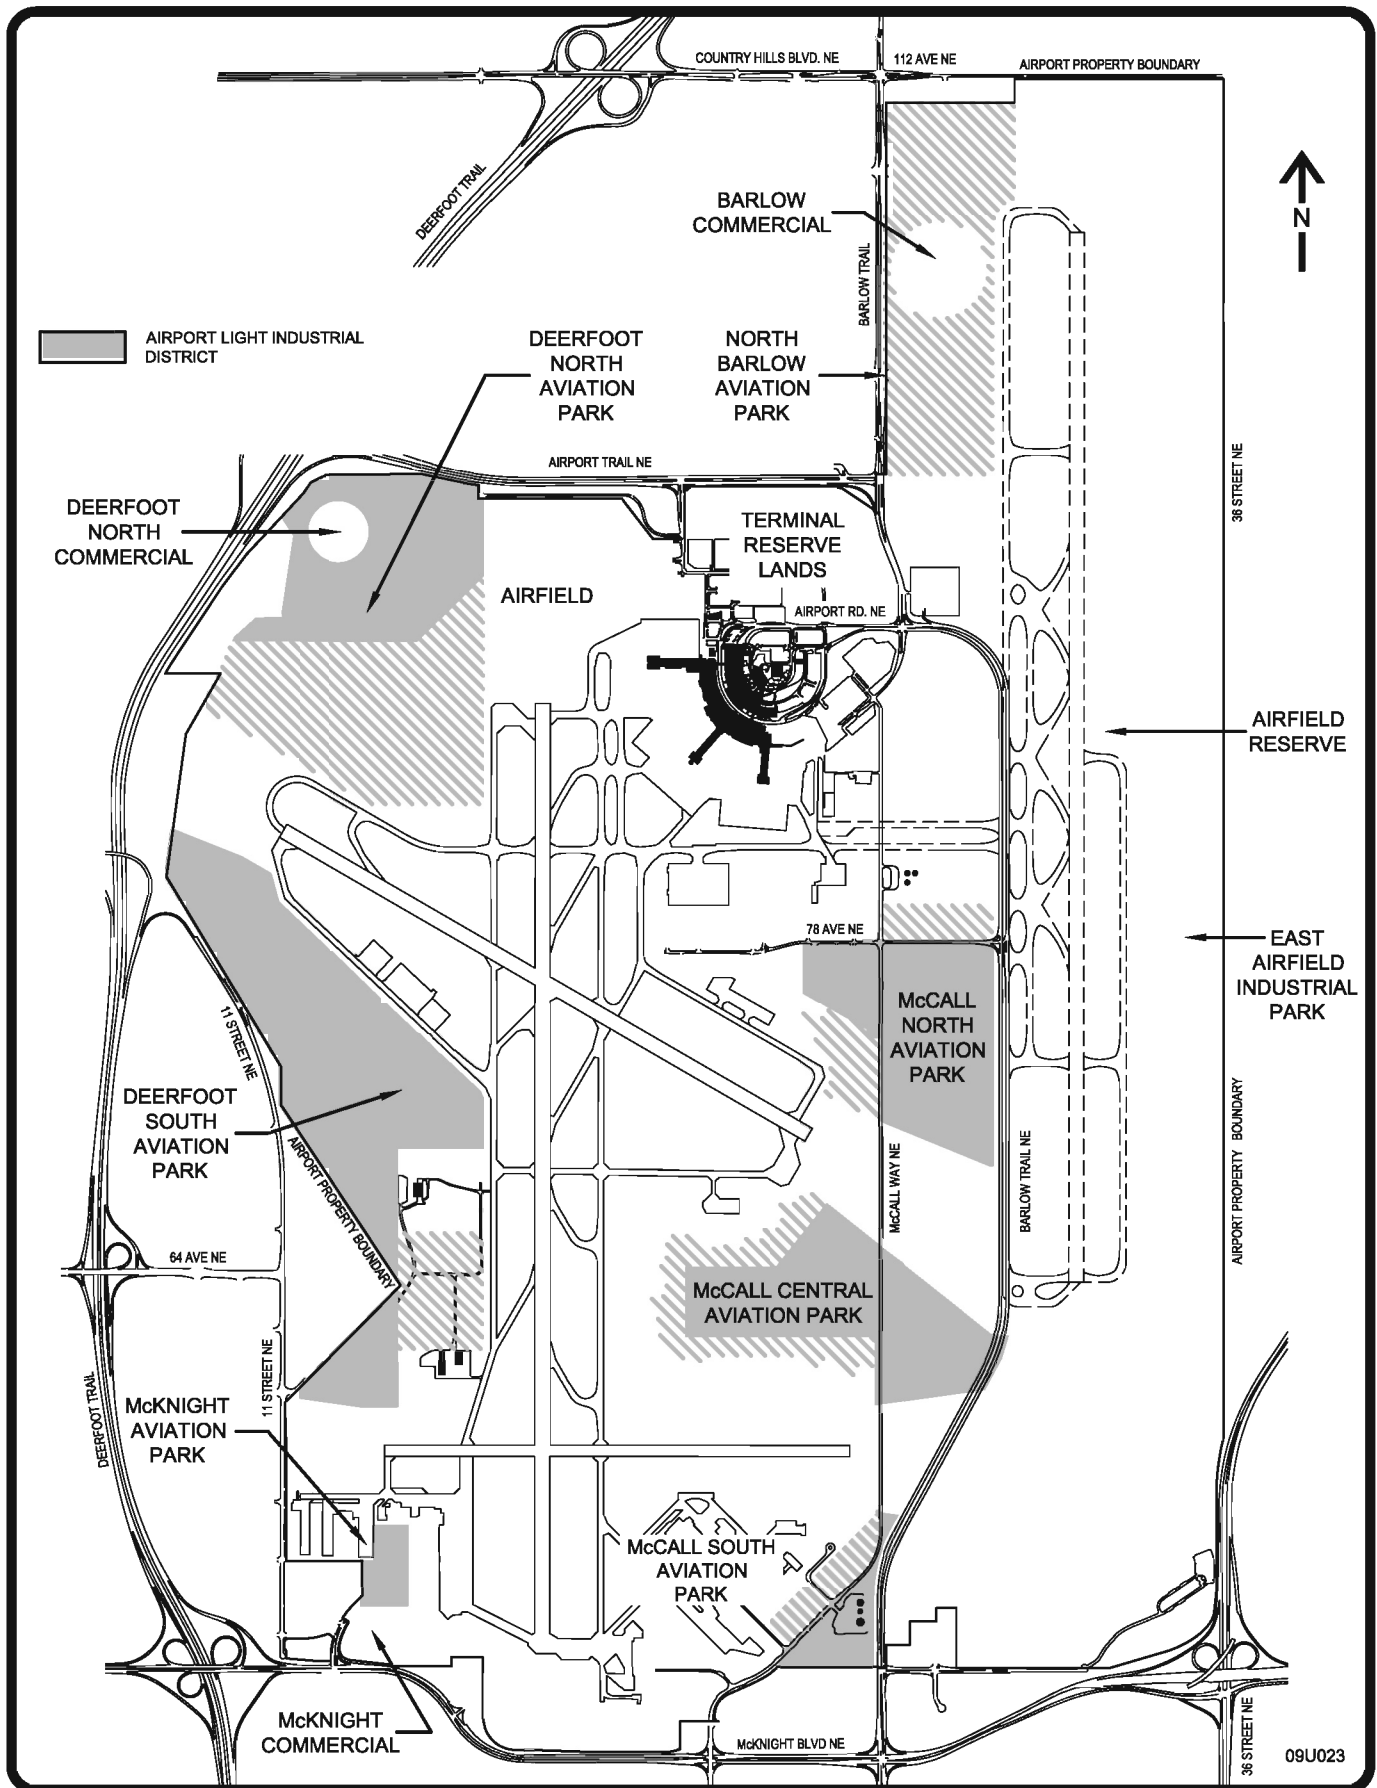 COUNTRY HILLS BLVD. NE
112 AVE NE
AIRPORT PROPERTY BOUNDARY
DEERFOOT TRAIL
BARLOW
COMMERCIAL
N
BARLOW TRAIL
AIRPORT LIGHT INDUSTRIAL
DISTRICT
DEERFOOT
NORTH
AVIATION
PARK
NORTH
BARLOW
AVIATION
PARK
36 STREET NE
AIRPORT TRAIL NE
DEERFOOT
NORTH
COMMERCIAL
TERMINAL
RESERVE
LANDS
AIRFIELD
AIRPORT RD. NE
AIRFIELD
RESERVE
78 AVE NE
EAST
AIRFIELD
INDUSTRIAL
PARK
McCALL
NORTH
AVIATION
PARK
11 STREET NE
DEERFOOT
SOUTH
AVIATION
PARK
AIRPORT PROPERTY BOUNDARY
McCALL WAY NE
BARLOW TRAIL NE
AIRPORT PROPERTY BOUNDARY
64 AVE NE
McCALL CENTRAL
AVIATION PARK
11 STREET NE
DEERFOOT TRAIL
McKNIGHT
AVIATION
PARK
McCALL SOUTH
AVIATION
PARK
McKNIGHT
COMMERCIAL
McKNIGHT BLVD NE
36 STREET NE
09U023